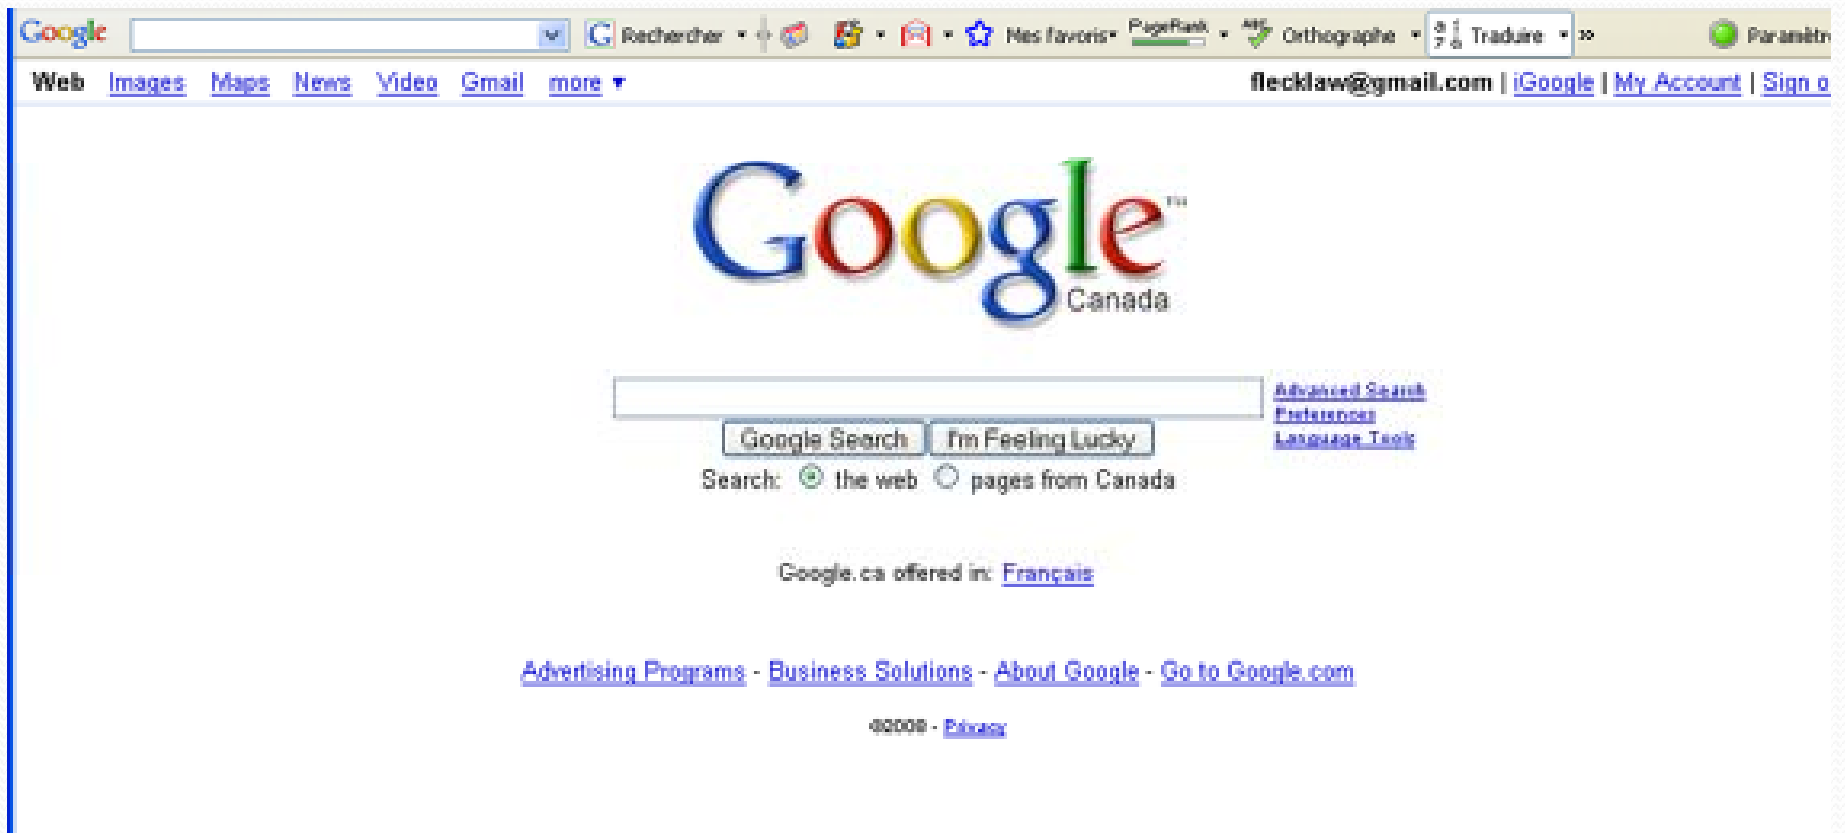 Google Rechercher Mes favoris PageRank Orthographe Traduire » Paramètr
Web Images Maps News Video Gmail more ▼ flecklaw@gmail.com | iGoogle | My Account | Sign o
Google™
Canada
Advanced Search
Preferences
Language Tools
Google Search I'm Feeling Lucky
Search: the web pages from Canada
Google.ca offered in: Français
Advertising Programs - Business Solutions - About Google - Go to Google.com
- Privacy